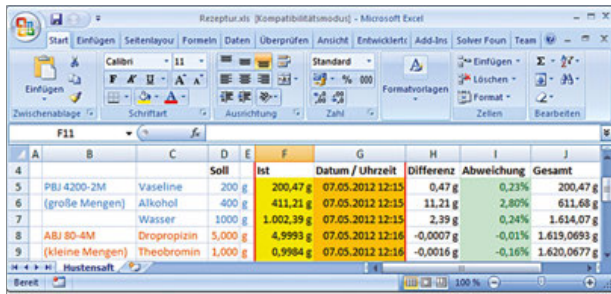 Rezeptur.xls [Kompatibilitätsmodus] - Microsoft Excel
Start Einfügen Seitenlayou Formeln Daten Überprüfen Ansicht Entwicklertc Add-Ins Solver Foun Team
Calibri 11 Standard Einfügen Σ
Einfügen F K U A A % 000 Formatvorlagen Löschen
A Format
Zwischenablage Schriftart Ausrichtung Zahl Zellen Bearbeiten
F11 fx
A B C D E F G H I J
4 Soll Ist Datum / Uhrzeit Differenz Abweichung Gesamt
5 PBJ 4200-2M Vaseline 200 g 200,47 g 07.05.2012 12:15 0,47 g 0,23% 200,47 g
6 (große Mengen) Alkohol 400 g 411,21 g 07.05.2012 12:15 11,21 g 2,80% 611,68 g
7 Wasser 1000 g 1.002,39 g 07.05.2012 12:15 2,39 g 0,24% 1.614,07 g
8 ABJ 80-4M Dropropizin 5,000 g 4,9993 g 07.05.2012 12:16 -0,0007 g -0,01% 1.619,0693 g
9 (kleine Mengen) Theobromin 1,000 g 0,9984 g 07.05.2012 12:16 -0,0016 g -0,16% 1.620,0677 g
Hustensaft
Bereit 100 %